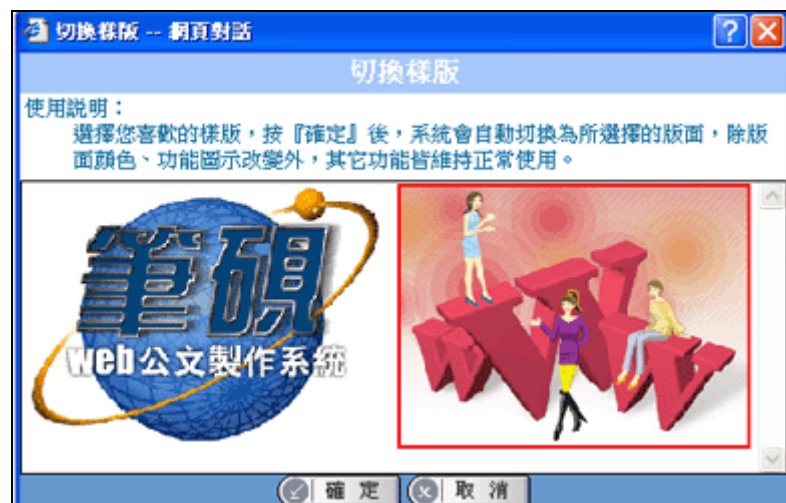 切換樣版 -- 網頁對話
切換樣版
使用說明：
選擇您喜歡的樣版，按『確定』後，系統會自動切換為所選擇的版面，除版
面顏色、功能圖示改變外，其它功能皆維持正常使用。
筆硯
web公文製作系統
WWW
確定
取消